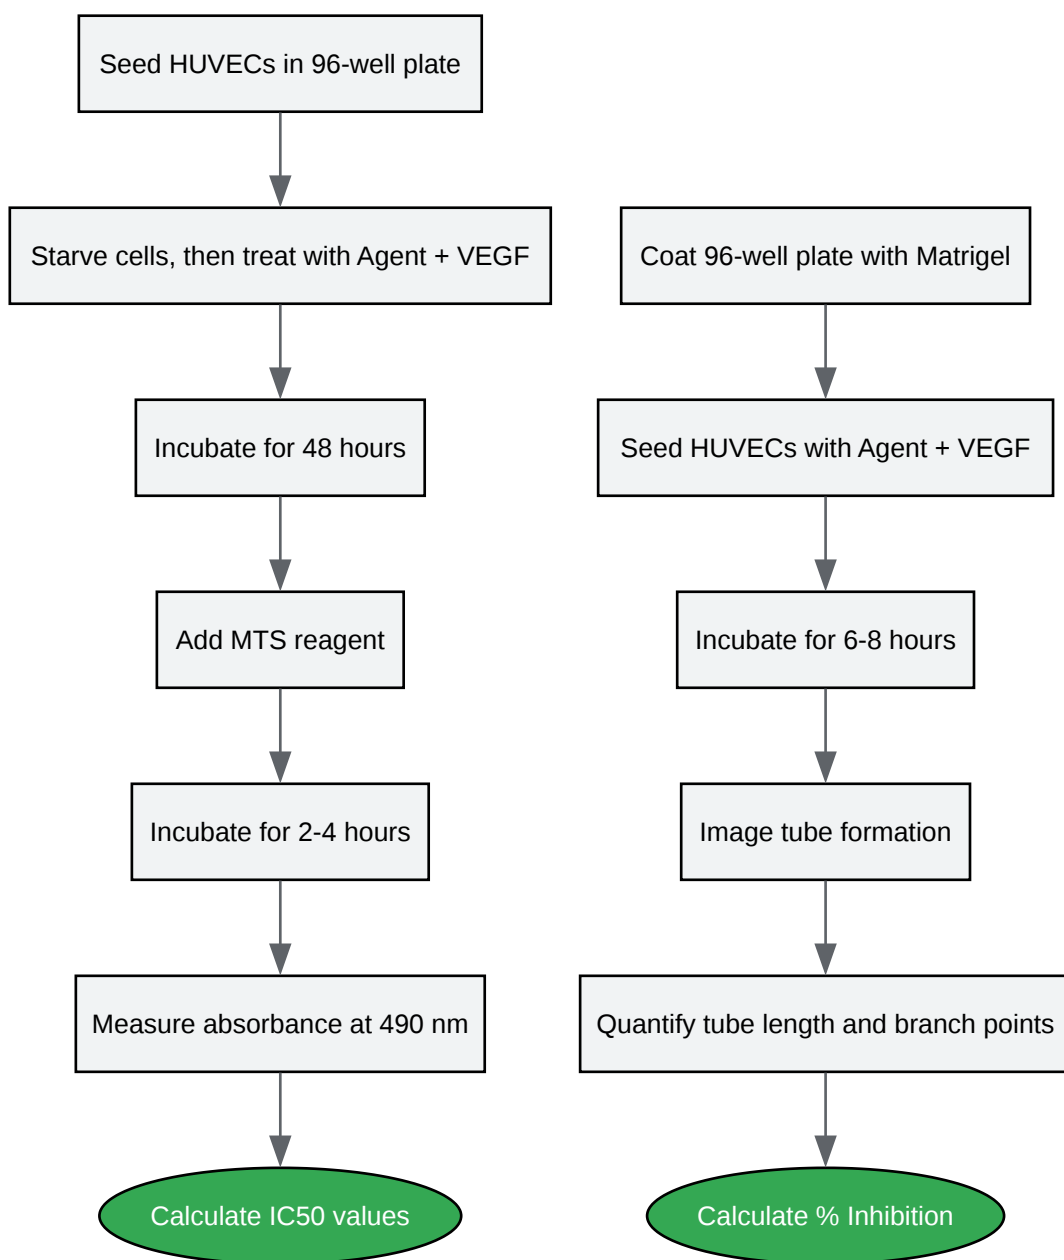 Seed HUVECs in 96-well plate
Starve cells, then treat with Agent + VEGF
Incubate for 48 hours
Add MTS reagent
Incubate for 2-4 hours
Measure absorbance at 490 nm
Calculate IC50 values
Coat 96-well plate with Matrigel
Seed HUVECs with Agent + VEGF
Incubate for 6-8 hours
Image tube formation
Quantify tube length and branch points
Calculate % Inhibition